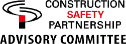 CONSTRUCTION
SAFETY
PARTNERSHIP
ADVISORY COMMITTEE